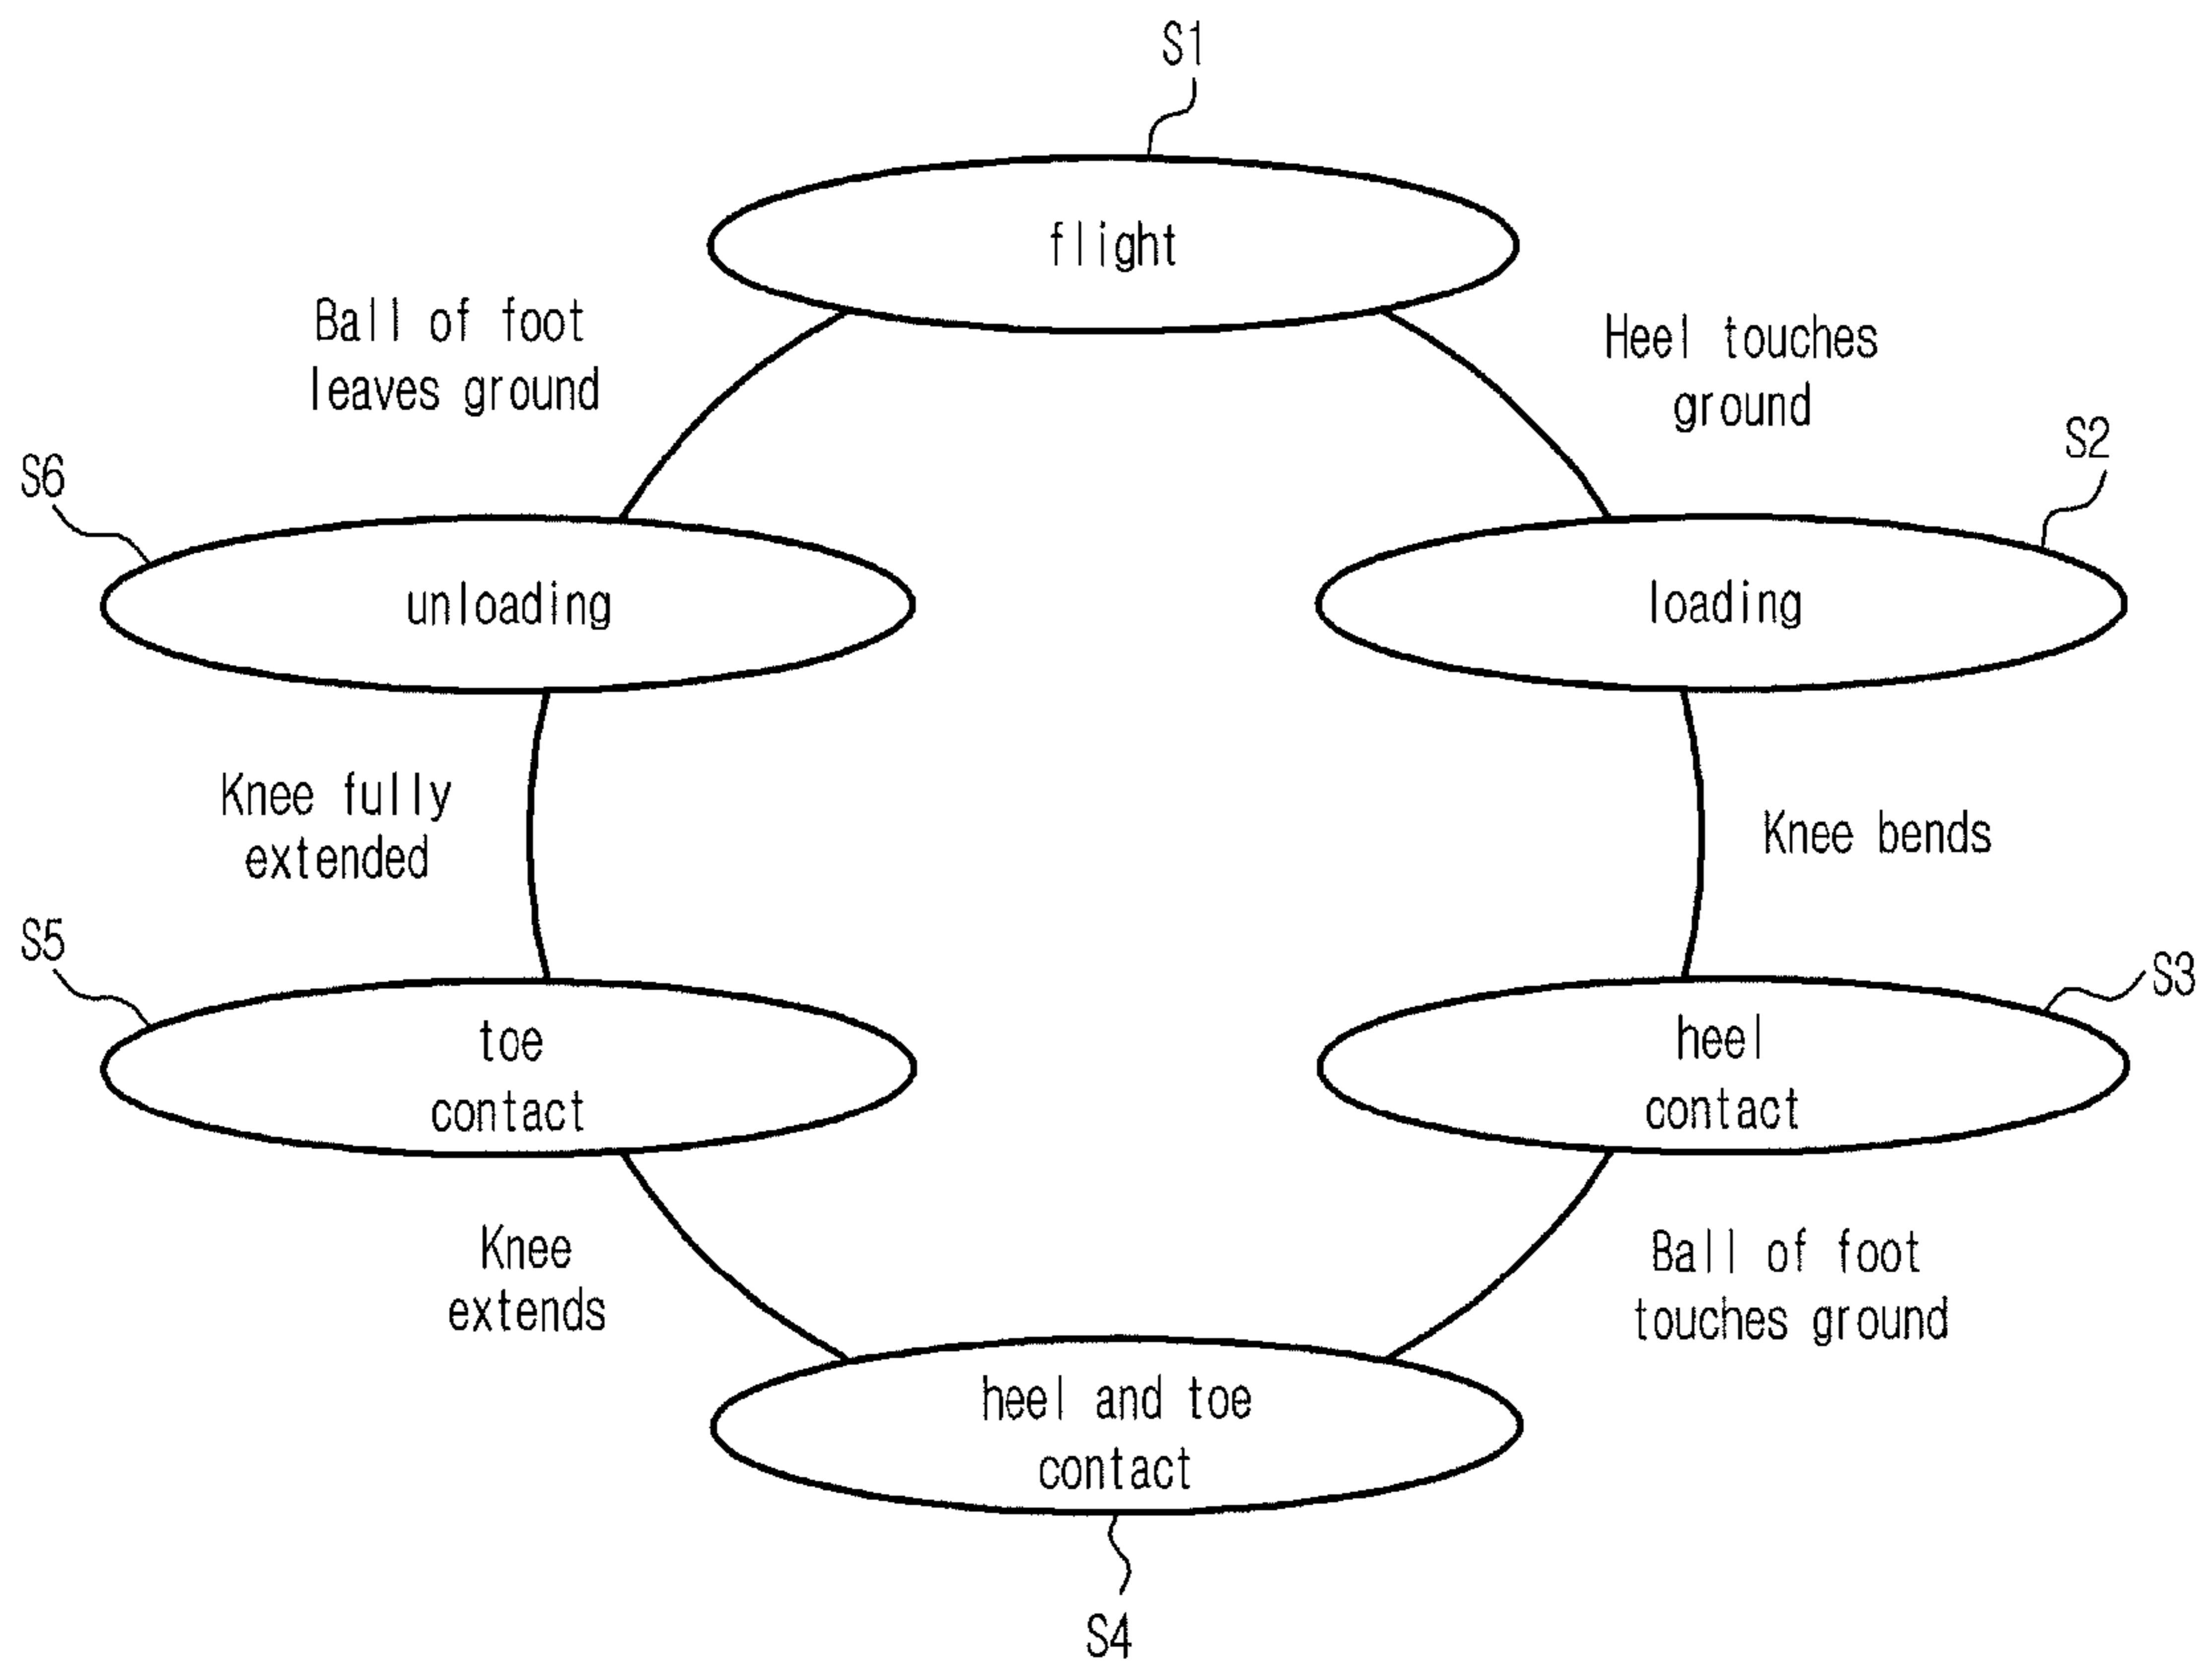 S1
flight
Ball of foot
leaves ground
Heel touches
ground
S2
S6
unloading
loading
Knee fully
extended
Knee bends
S5
S3
toe
contact
heel
contact
Knee
extends
Ball of foot
touches ground
heel and toe
contact
S4